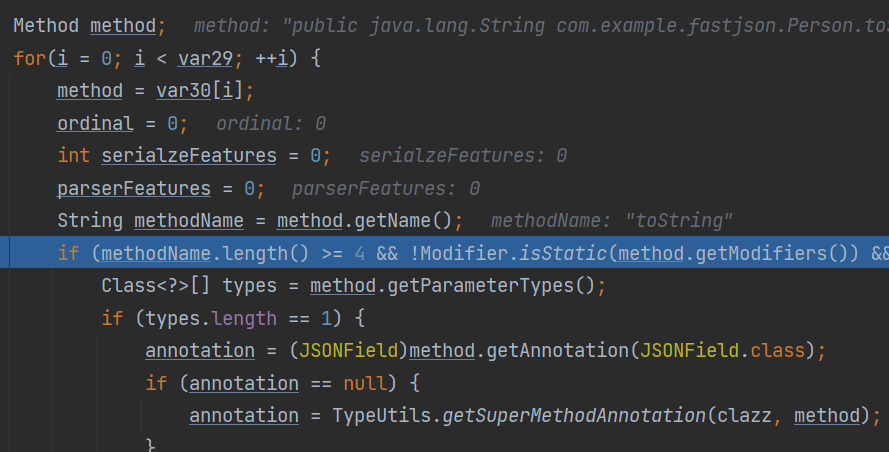 Method method;  method: "public java.lang.String com.example.fastjson.Person.toS
for(i = 0; i < var29; ++i) {
method = var30[i];
ordinal = 0;  ordinal: 0
int serialzeFeatures = 0;  serialzeFeatures: 0
parserFeatures = 0;  parserFeatures: 0
String methodName = method.getName();  methodName: "toString"
if (methodName.length() >= 4 && !Modifier.isStatic(method.getModifiers()) &&
Class<?>[] types = method.getParameterTypes();
if (types.length == 1) {
annotation = (JSONField)method.getAnnotation(JSONField.class);
if (annotation == null) {
annotation = TypeUtils.getSuperMethodAnnotation(clazz, method);
}